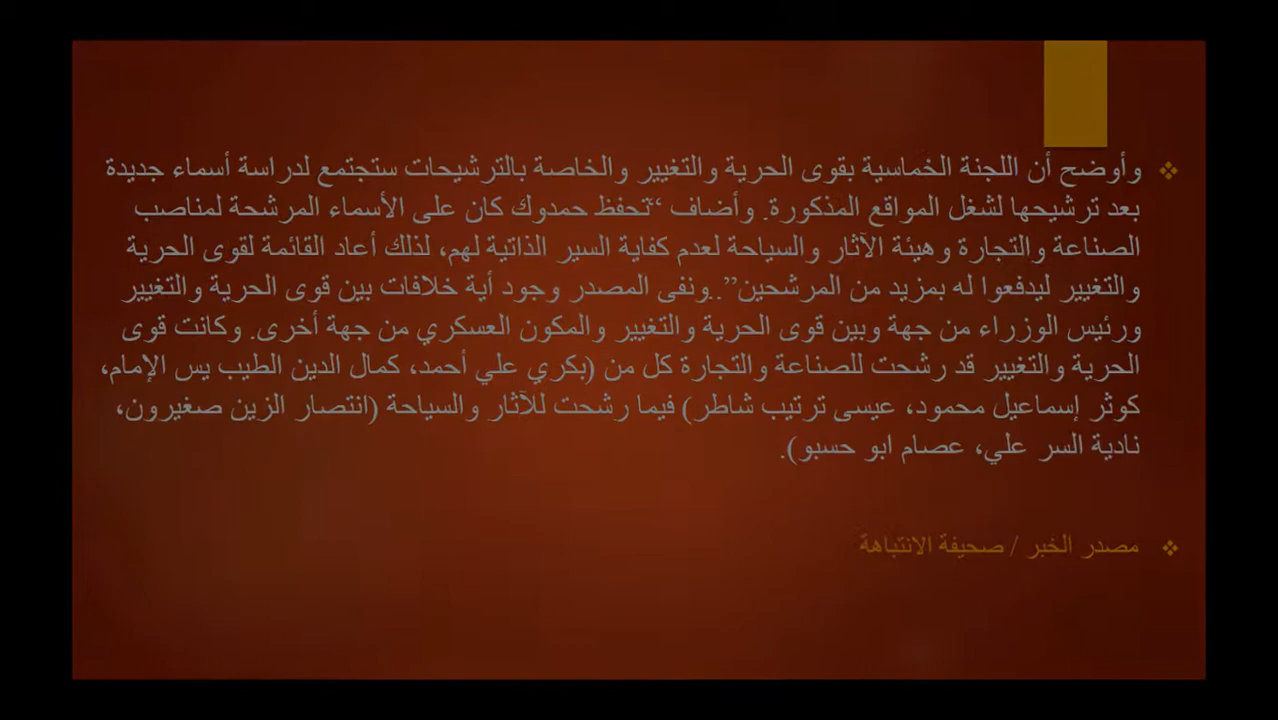 وأوضح أن اللجنة الخماسية بقوى الحرية والتغيير والخاصة بالترشيحات ستجتمع لدراسة أسماء جديدة
بعد ترشيحها لشغل المواقع المذكورة. وأضاف “تحفظ حمدوك كان على الأسماء المرشحة لمناصب
الصناعة والتجارة وهيئة الآثار والسياحة لعدم كفاية السير الذاتية لهم، لذلك أعاد القائمة لقوى الحرية
والتغيير ليدفعوا له بمزيد من المرشحين”..ونفى المصدر وجود أية خلافات بين قوى الحرية والتغيير
ورئيس الوزراء من جهة وبين قوى الحرية والتغيير والمكون العسكري من جهة أخرى. وكانت قوى
الحرية والتغيير قد رشحت للصناعة والتجارة كل من (بكري علي أحمد، كمال الدين الطيب يس الإمام،
كوثر إسماعيل محمود، عيسى ترتيب شاطر) فيما رشحت للآثار والسياحة (انتصار الزين صغيرون،
نادية السر علي، عصام ابو حسبو).
مصدر الخبر / صحيفة الانتباهة